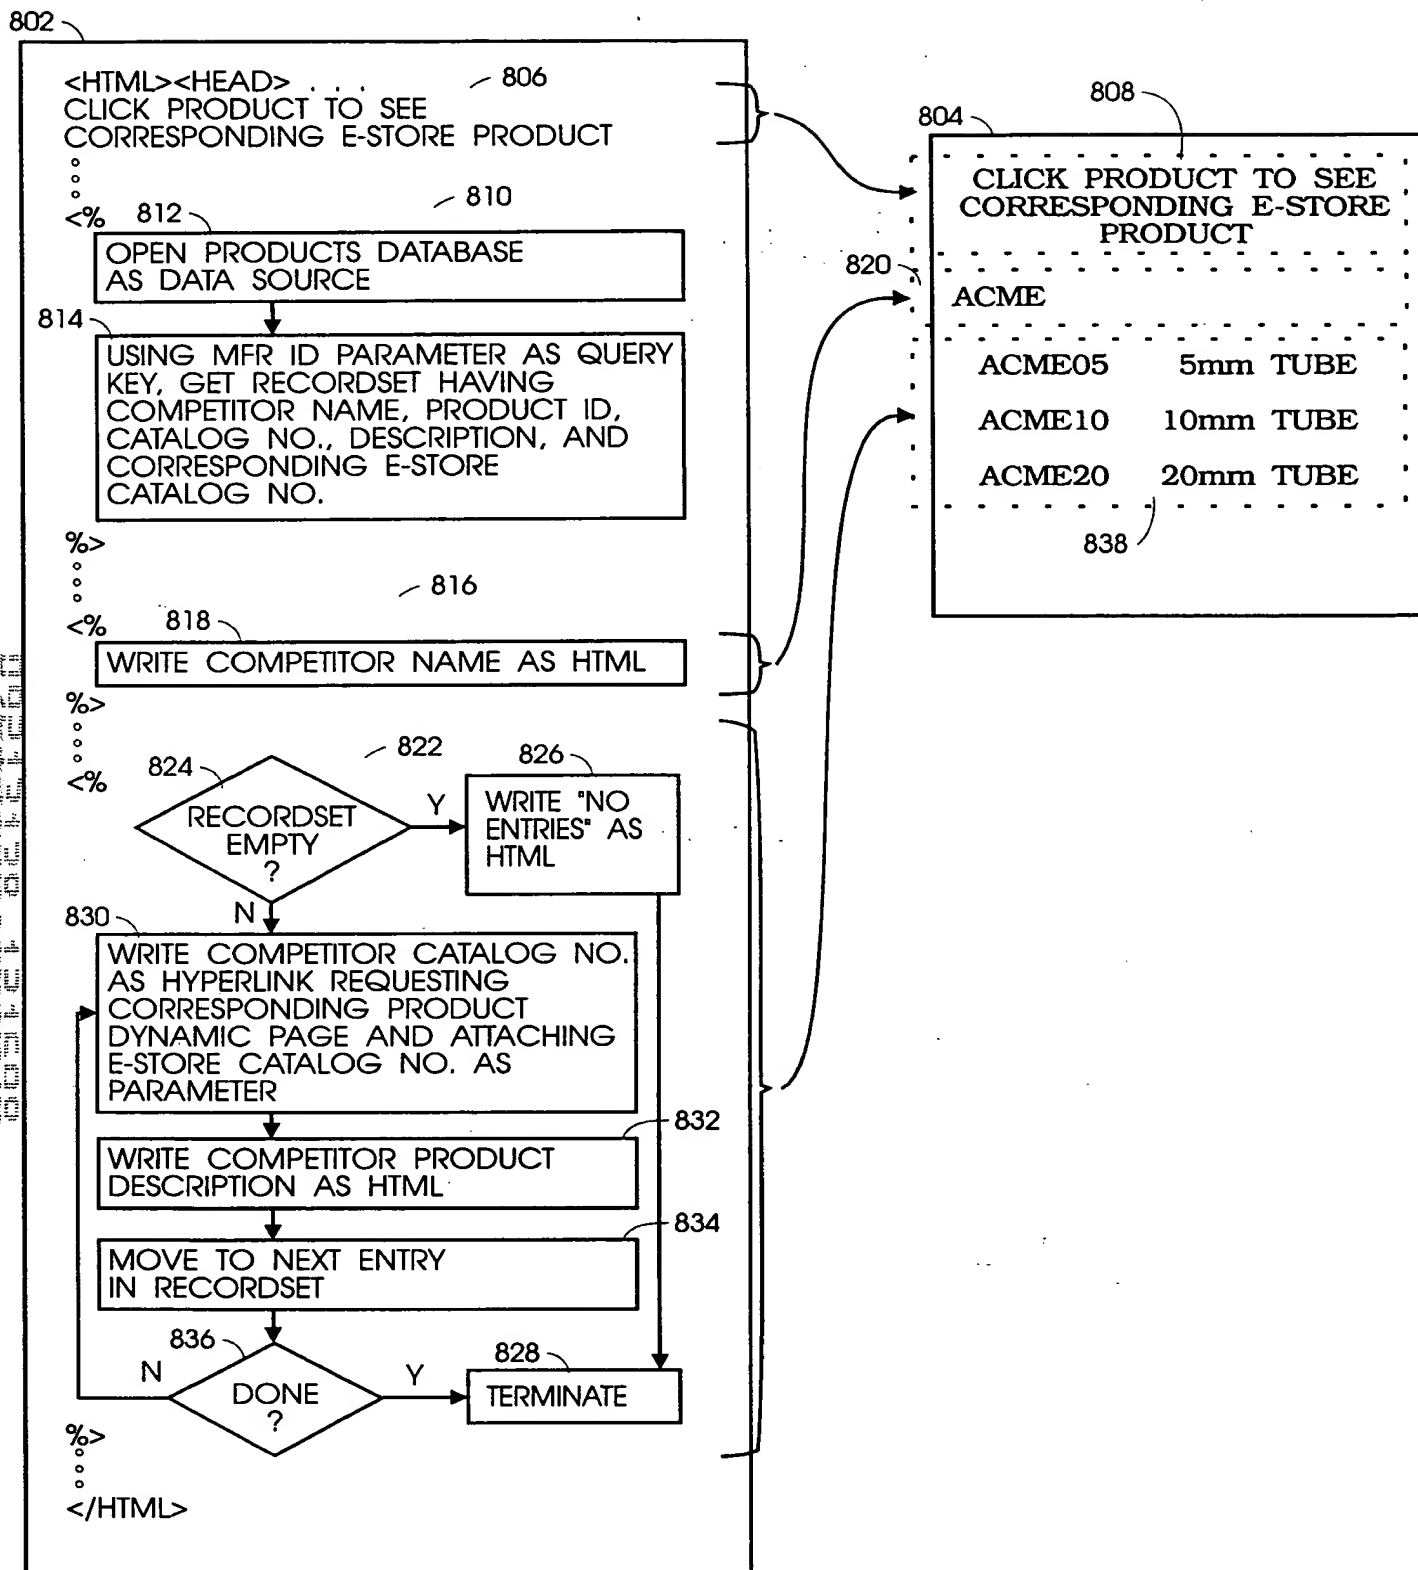 802
<HTML><HEAD> . . .
806
CLICK PRODUCT TO SEE
CORRESPONDING E-STORE PRODUCT
<%
810
812
OPEN PRODUCTS DATABASE
AS DATA SOURCE
814
USING MFR ID PARAMETER AS QUERY
KEY, GET RECORDSET HAVING
COMPETITOR NAME, PRODUCT ID,
CATALOG NO., DESCRIPTION, AND
CORRESPONDING E-STORE
CATALOG NO.
%>
816
<%
818
WRITE COMPETITOR NAME AS HTML
%>
822
<%
824
RECORDSET
EMPTY
?
Y
826
WRITE "NO
ENTRIES" AS
HTML
N
830
WRITE COMPETITOR CATALOG NO.
AS HYPERLINK REQUESTING
CORRESPONDING PRODUCT
DYNAMIC PAGE AND ATTACHING
E-STORE CATALOG NO. AS
PARAMETER
832
WRITE COMPETITOR PRODUCT
DESCRIPTION AS HTML
834
MOVE TO NEXT ENTRY
IN RECORDSET
836
N
DONE
?
Y
828
TERMINATE
%>
</HTML>
804
808
CLICK PRODUCT TO SEE
CORRESPONDING E-STORE
PRODUCT
820
ACME
ACME05 5mm TUBE
ACME10 10mm TUBE
ACME20 20mm TUBE
838